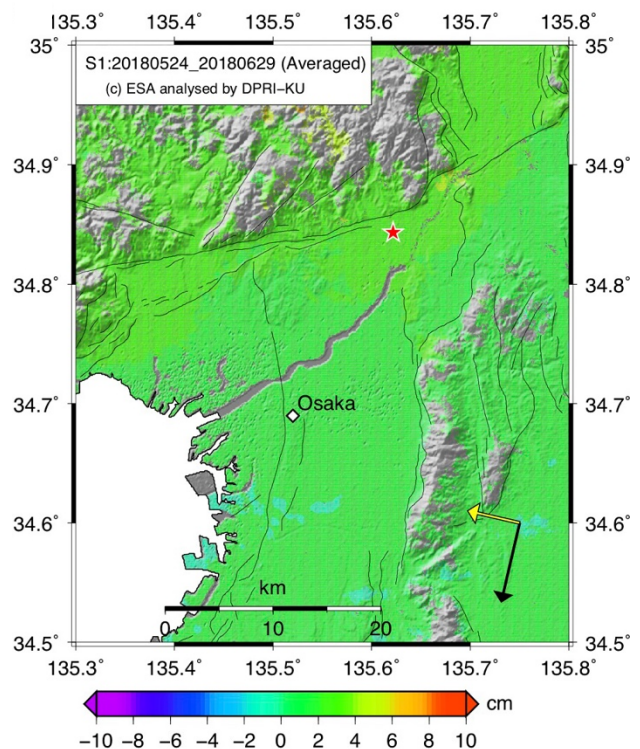 135.3˚ 135.4˚ 135.5˚ 135.6˚ 135.7˚ 135.8˚
35˚ 35˚
S1:20180524_20180629 (Averaged)
(c) ESA analysed by DPRI−KU
34.9˚ 34.9˚
34.8˚ 34.8˚
34.7˚ 34.7˚
Osaka
34.6˚ 34.6˚
km
0 10 20
34.5˚ 34.5˚
135.3˚ 135.4˚ 135.5˚ 135.6˚ 135.7˚ 135.8˚
cm
−10 −8 −6 −4 −2 0 2 4 6 8 10